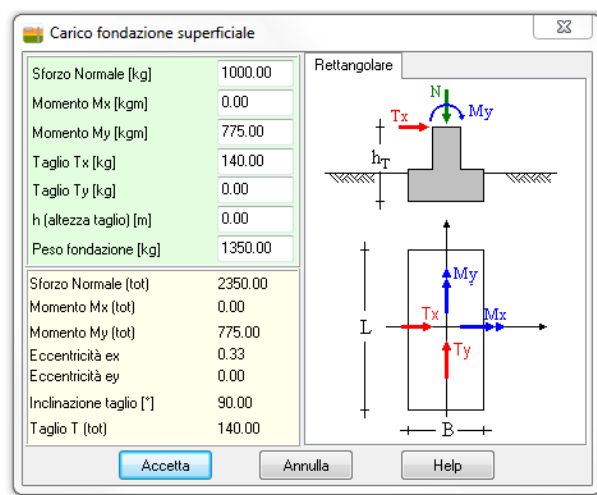 Carico fondazione superficiale
Sforzo Normale [kg] 1000.00
Momento Mx [kgm] 0.00
Momento My [kgm] 775.00
Taglio Tx [kg] 140.00
Taglio Ty [kg] 0.00
h (altezza taglio) [m] 0.00
Peso fondazione [kg] 1350.00
Sforzo Normale (tot) 2350.00
Momento Mx (tot) 0.00
Momento My (tot) 775.00
Eccentricità ex 0.33
Eccentricità ey 0.00
Inclinazione taglio [°] 90.00
Taglio T (tot) 140.00
Rettangolare
N
My
Tx
hT
My
Tx
Mx
L
Ty
B
Accetta
Annulla
Help